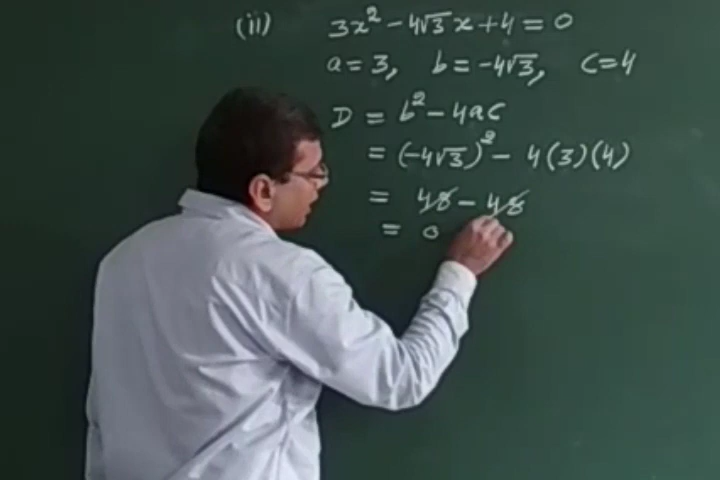 (ii) 3x² - 4√3 x + 4 = 0
a = 3, b = -4√3, c = 4
D = b² - 4ac
= (-4√3)² - 4(3)(4)
= 48 - 48
= 0